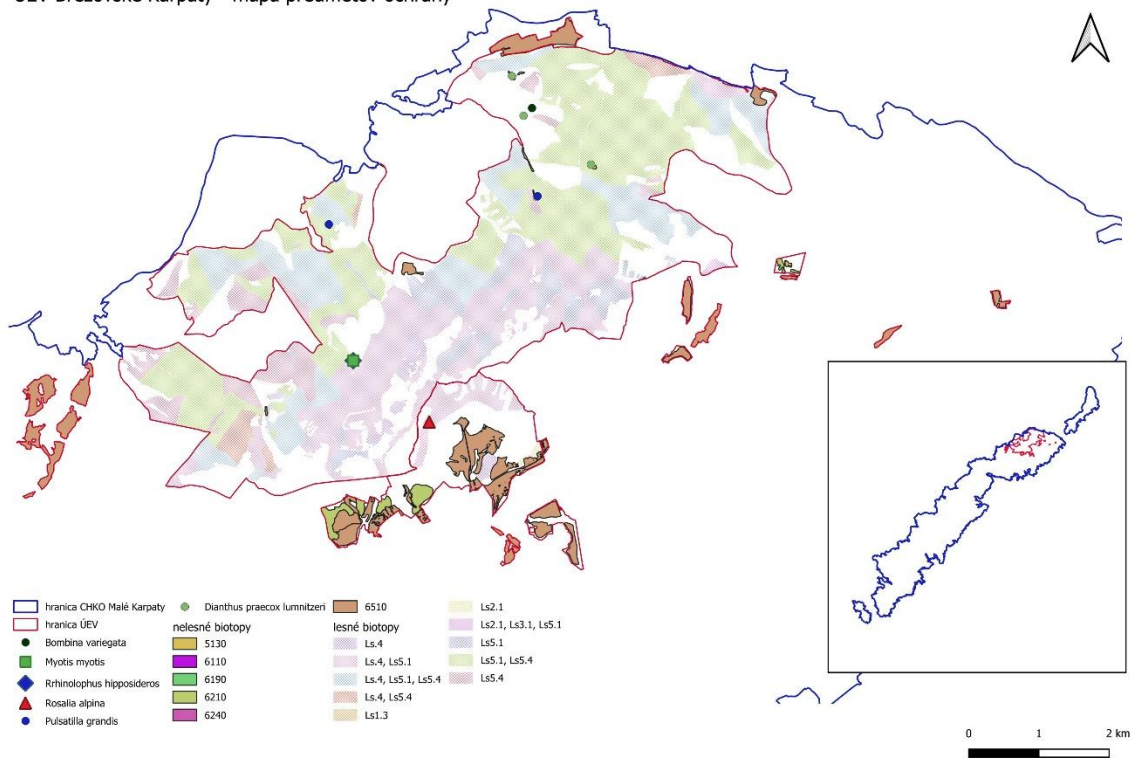 ÚEV Brezovské Karpaty - mapa predmetov ochrany
hranica CHKO Malé Karpaty
hranica ÚEV
Bombina variegata
Myotis myotis
Rrhinolophus hipposideros
Rosalia alpina
Pulsatilla grandis
Dianthus praecox lumnitzeri
nelesné biotopy
5130
6110
6190
6210
6240
6510
lesné biotopy
Ls.4
Ls.4, Ls5.1
Ls.4, Ls5.1, Ls5.4
Ls.4, Ls5.4
Ls1.3
Ls2.1
Ls2.1, Ls3.1, Ls5.1
Ls5.1
Ls5.1, Ls5.4
Ls5.4
0 1 2 km